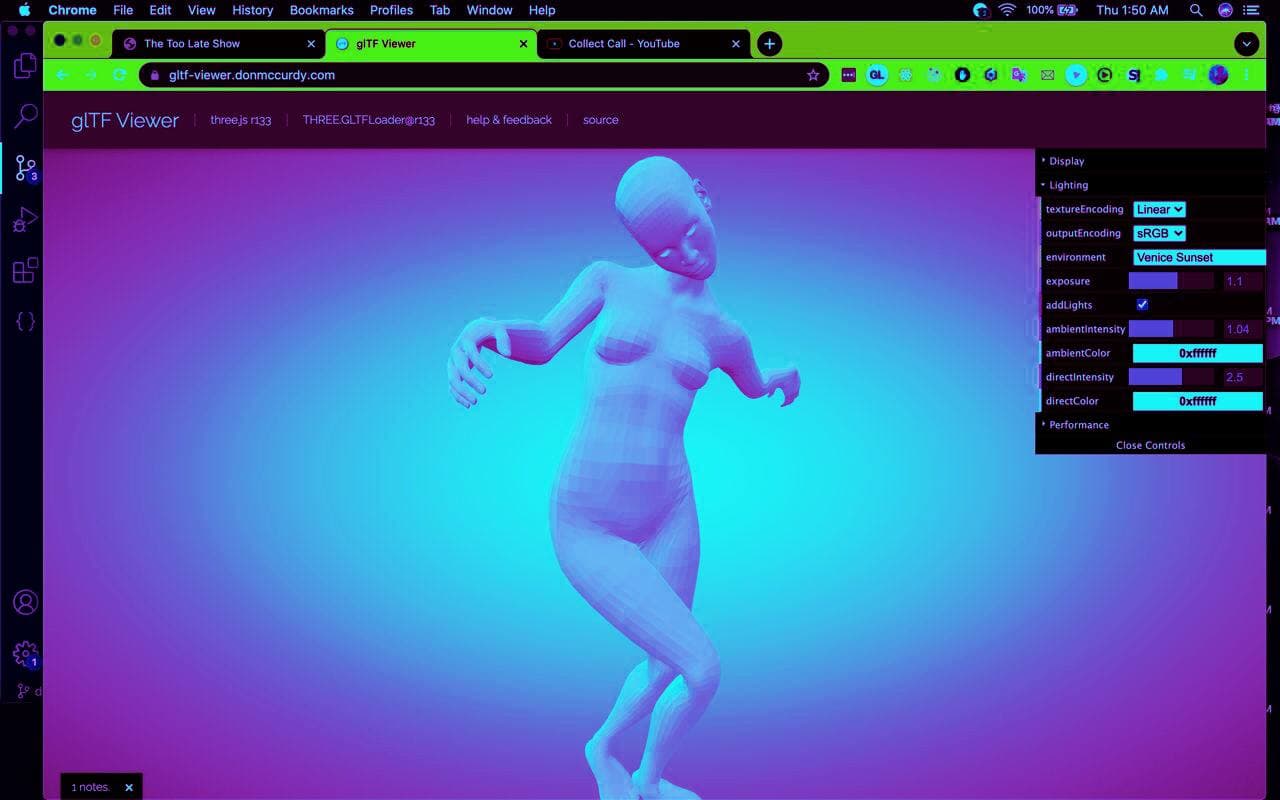 Chrome File Edit View History Bookmarks Profiles Tab Window Help 100% Thu 1:50 AM
The Too Late Show
glTF Viewer
Collect Call - YouTube
gltf-viewer.donmccurdy.com
GL
glTF Viewer three.js r133 THREE.GLTFLoader@r133 help & feedback source
Display
Lighting
textureEncoding Linear
outputEncoding sRGB
environment Venice Sunset
exposure 1.1
addLights
ambientIntensity 1.04
ambientColor 0xffffff
directIntensity 2.5
directColor 0xffffff
Performance
Close Controls
3
1
1 notes.